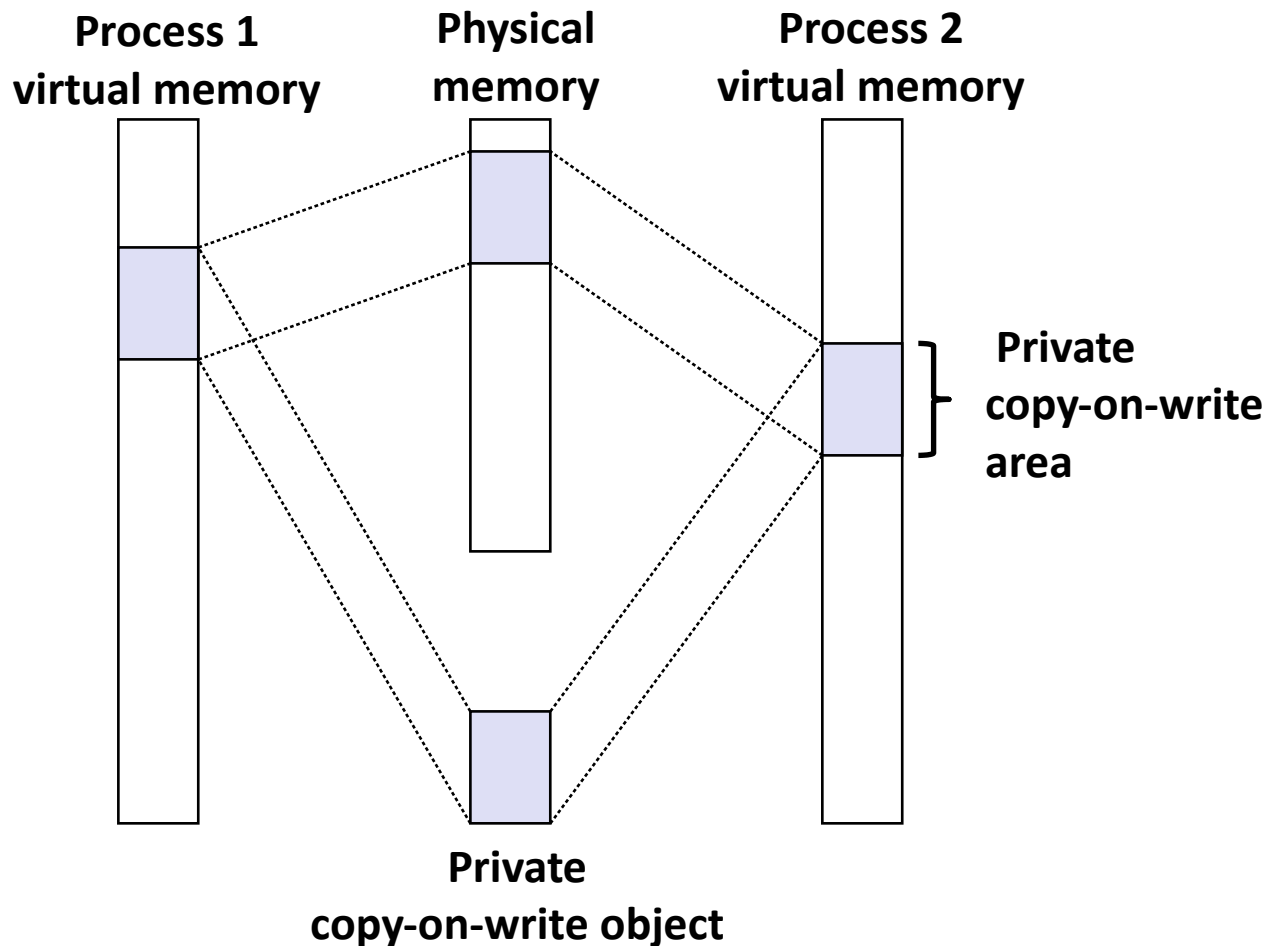 Process 1
virtual memory
Physical
memory
Process 2
virtual memory
Private
copy-on-write
area
Private
copy-on-write object